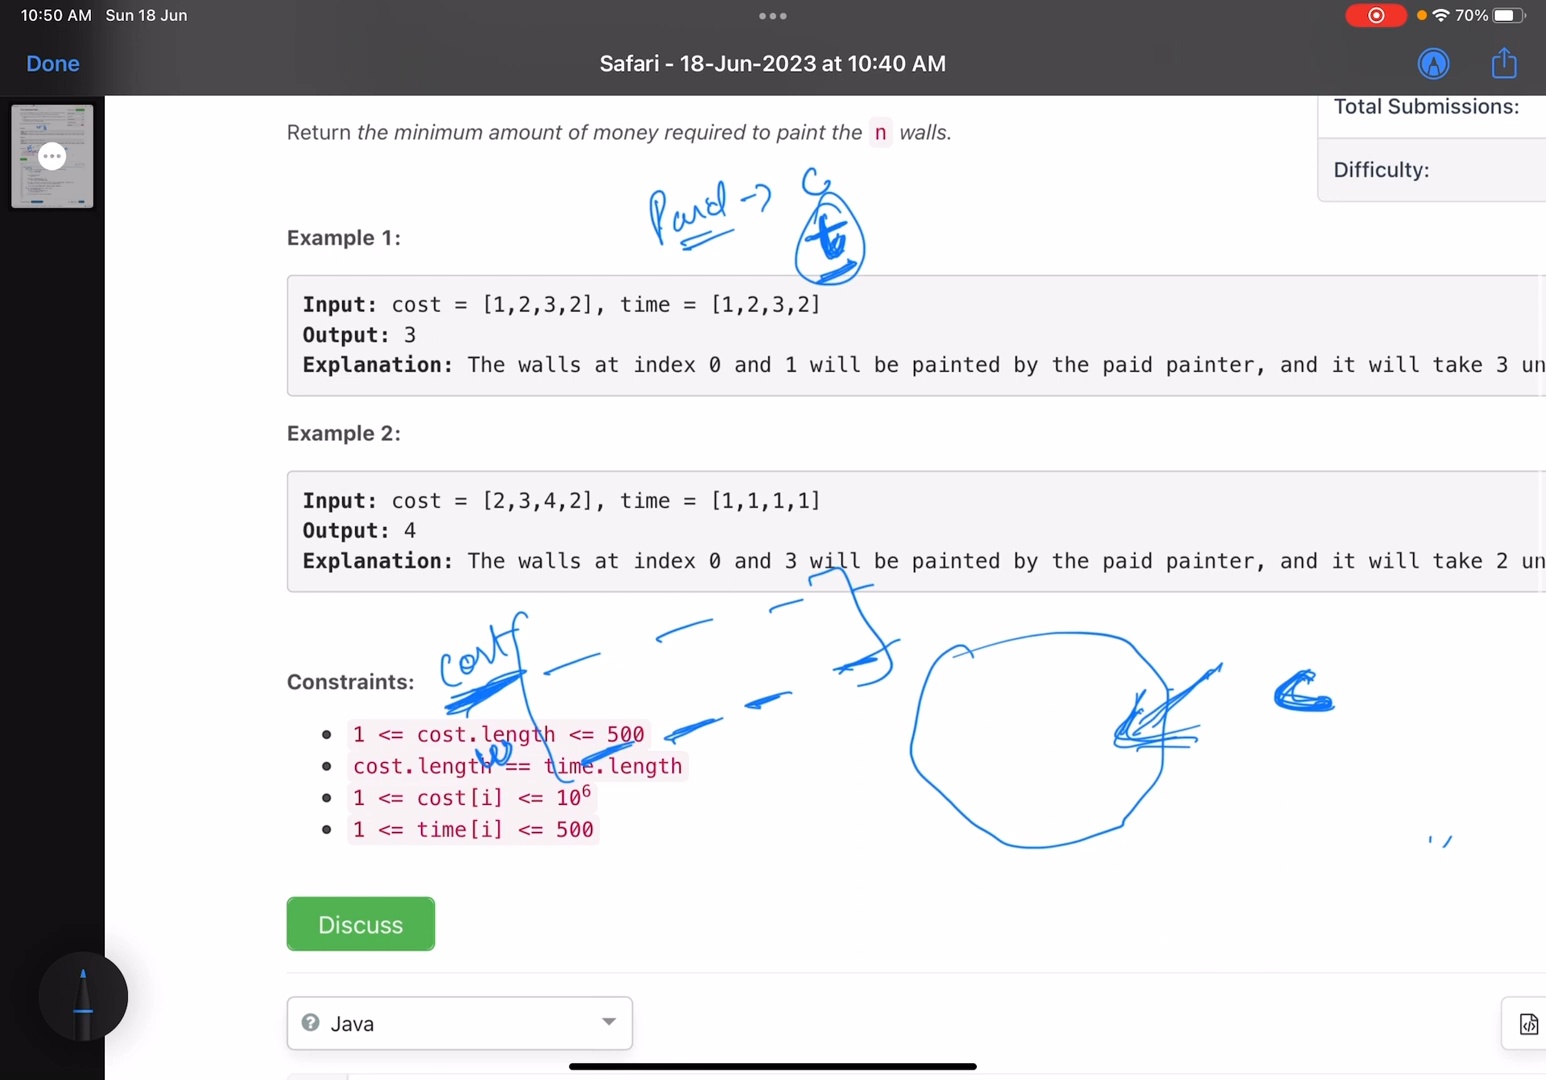 10:50 AM Sun 18 Jun
70%
Done
Safari - 18-Jun-2023 at 10:40 AM
Total Submissions:
Return the minimum amount of money required to paint the n walls.
Difficulty:
Paid → C
t
Example 1:
Input: cost = [1,2,3,2], time = [1,2,3,2]
Output: 3
Explanation: The walls at index 0 and 1 will be painted by the paid painter, and it will take 3 un
Example 2:
Input: cost = [2,3,4,2], time = [1,1,1,1]
Output: 4
Explanation: The walls at index 0 and 3 will be painted by the paid painter, and it will take 2 un
cost
Constraints:
1 <= cost.length <= 500
cost.length == time.length
1 <= cost[i] <= 10⁶
1 <= time[i] <= 500
Discuss
Java